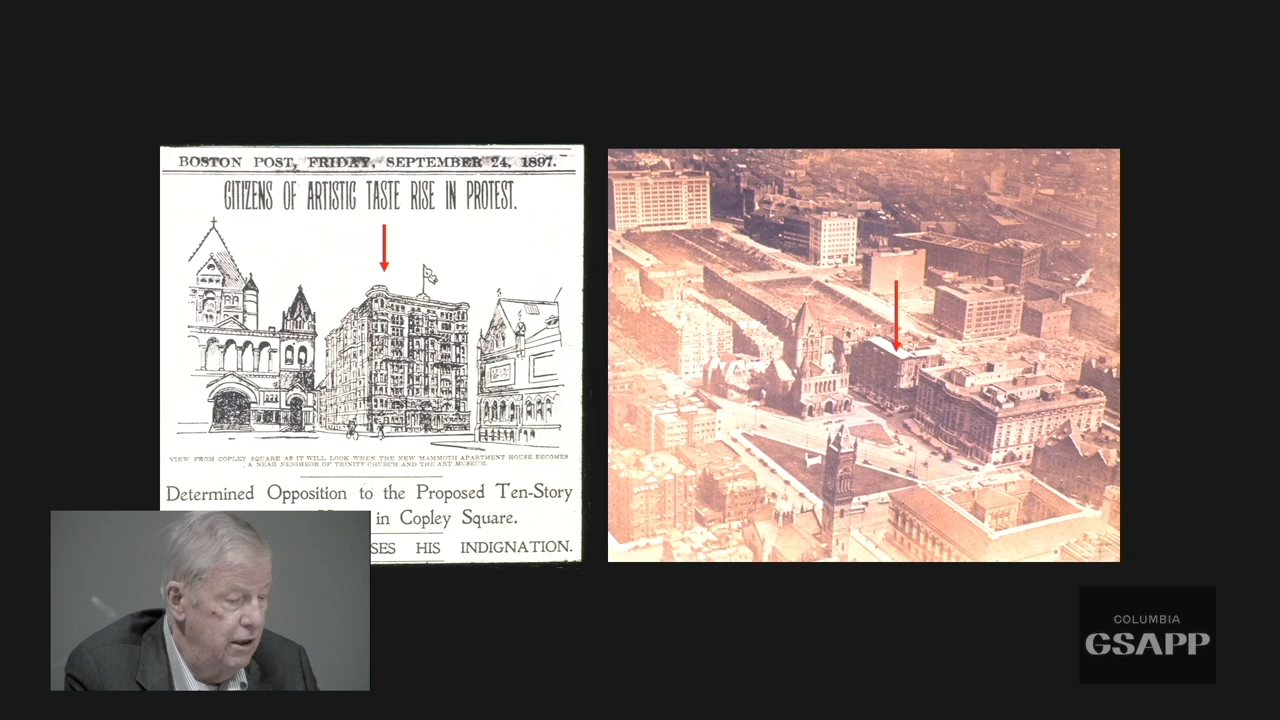 BOSTON POST, FRIDAY, SEPTEMBER 24, 1897.
CITIZENS OF ARTISTIC TASTE RISE IN PROTEST.
VIEW FROM COPLEY SQUARE AS IT WILL LOOK WHEN THE NEW MAMMOTH APARTMENT HOUSE BECOMES
A NEAR NEIGHBOR OF TRINITY CHURCH AND THE ART MUSEUM.
Determined Opposition to the Proposed Ten-Story
in Copley Square.
HIS INDIGNATION.
COLUMBIA
GSAPP